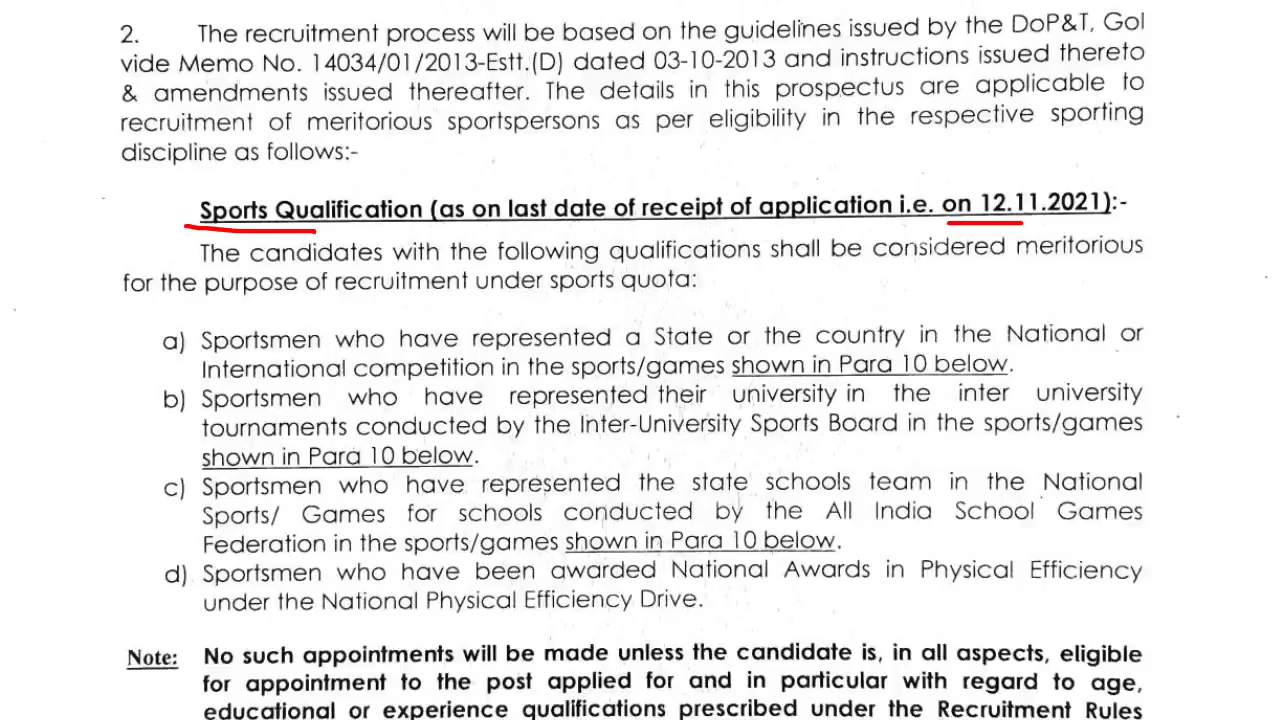 2. The recruitment process will be based on the guidelines issued by the DoP&T, GoI
vide Memo No. 14034/01/2013-Estt.(D) dated 03-10-2013 and instructions issued thereto
& amendments issued thereafter. The details in this prospectus are applicable to
recruitment of meritorious sportspersons as per eligibility in the respective sporting
discipline as follows:-
Sports Qualification (as on last date of receipt of application i.e. on 12.11.2021):-
The candidates with the following qualifications shall be considered meritorious
for the purpose of recruitment under sports quota:
a) Sportsmen who have represented a State or the country in the National or
International competition in the sports/games shown in Para 10 below.
b) Sportsmen who have represented their university in the inter university
tournaments conducted by the Inter-University Sports Board in the sports/games
shown in Para 10 below.
c) Sportsmen who have represented the state schools team in the National
Sports/ Games for schools conducted by the All India School Games
Federation in the sports/games shown in Para 10 below.
d) Sportsmen who have been awarded National Awards in Physical Efficiency
under the National Physical Efficiency Drive.
Note: No such appointments will be made unless the candidate is, in all aspects, eligible
for appointment to the post applied for and in particular with regard to age,
educational or experience qualifications prescribed under the Recruitment Rules